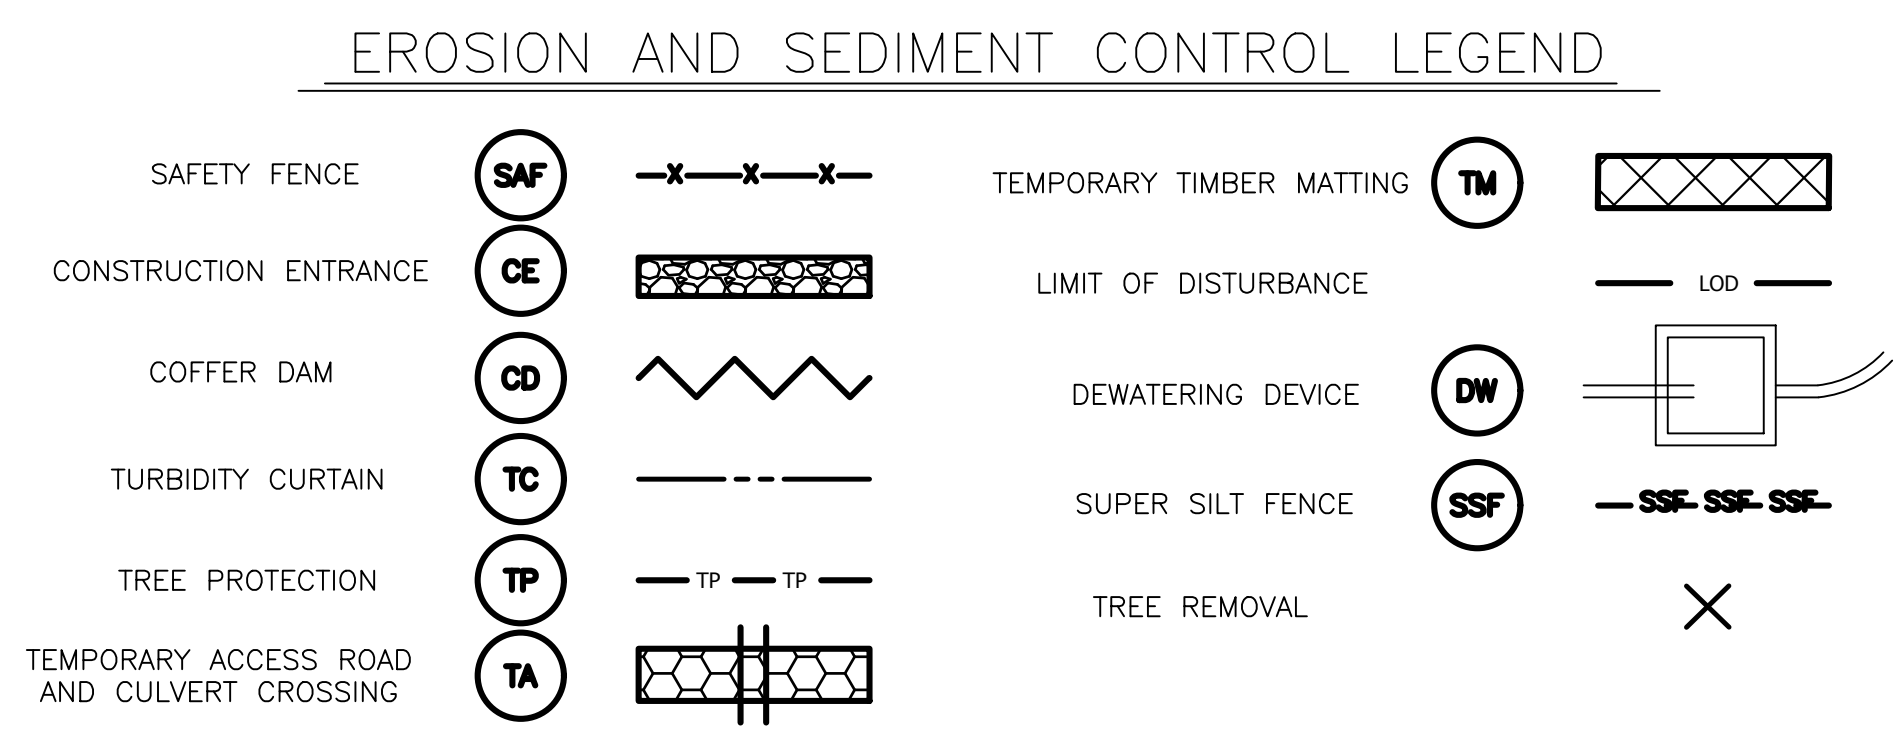 EROSION AND SEDIMENT CONTROL LEGEND
SAFETY FENCE SAF X X X
CONSTRUCTION ENTRANCE CE
COFFER DAM CD
TURBIDITY CURTAIN TC
TREE PROTECTION TP TP TP
TEMPORARY ACCESS ROAD
AND CULVERT CROSSING TA
TEMPORARY TIMBER MATTING TM
LIMIT OF DISTURBANCE LOD
DEWATERING DEVICE DW
SUPER SILT FENCE SSF SSF SSF SSF
TREE REMOVAL